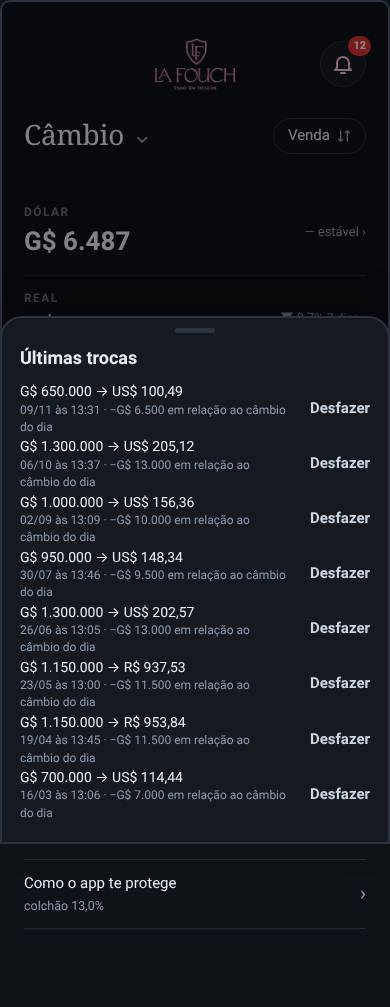 LA FOUCH
12
Câmbio
Venda
DÓLAR
G$ 6.487
— estável ›
REAL
Últimas trocas
G$ 650.000 → US$ 100,49
09/11 às 13:31 · −G$ 6.500 em relação ao câmbio
do dia
Desfazer
G$ 1.300.000 → US$ 205,12
06/10 às 13:37 · −G$ 13.000 em relação ao
câmbio do dia
Desfazer
G$ 1.000.000 → US$ 156,36
02/09 às 13:09 · −G$ 10.000 em relação ao
câmbio do dia
Desfazer
G$ 950.000 → US$ 148,34
30/07 às 13:46 · −G$ 9.500 em relação ao câmbio
do dia
Desfazer
G$ 1.300.000 → US$ 202,57
26/06 às 13:05 · −G$ 13.000 em relação ao
câmbio do dia
Desfazer
G$ 1.150.000 → R$ 937,53
23/05 às 13:00 · −G$ 11.500 em relação ao
câmbio do dia
Desfazer
G$ 1.150.000 → R$ 953,84
19/04 às 13:45 · −G$ 11.500 em relação ao
câmbio do dia
Desfazer
G$ 700.000 → US$ 114,44
16/03 às 13:06 · −G$ 7.000 em relação ao câmbio
do dia
Desfazer
Como o app te protege
colchão 13,0%
›